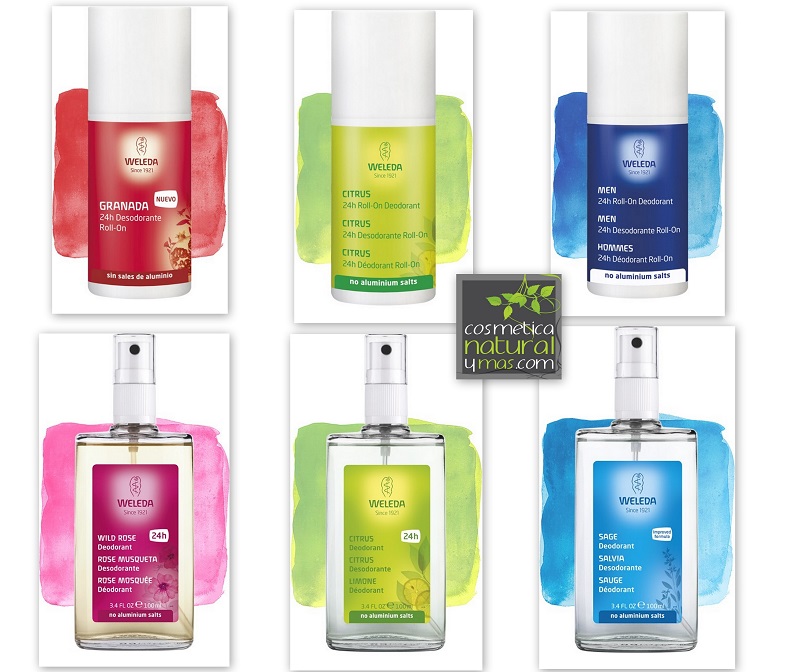 WELEDA
Since 1921
GRANADA
NUEVO
24h Desodorante
Roll-On
sin sales de aluminio
WELEDA
Since 1921
CITRUS
24h Roll-On Deodorant
CITRUS
24h Desodorante Roll-On
CITRUS
24h Déodorant Roll-On
no aluminium salts
WELEDA
Since 1921
MEN
24h Roll-On Deodorant
MEN
24h Desodorante Roll-On
HOMMES
24h Déodorant Roll-On
no aluminium salts
cosmetica
natural
y mas.com
WELEDA
Since 1921
WILD ROSE
24h
Deodorant
ROSE MUSQUETA
Desodorante
ROSE MOSQUÉE
Déodorant
3.4 FL OZ ℮ 100ml
no aluminium salts
WELEDA
Since 1921
CITRUS
24h
Deodorant
CITRUS
Desodorante
LIMONE
Déodorant
3.4 FL OZ ℮ 100ml
no aluminium salts
WELEDA
Since 1921
SAGE
improved
formula
Deodorant
SALVIA
Desodorante
SAUGE
Déodorant
3.4 FL OZ ℮ 100ml
no aluminium salts